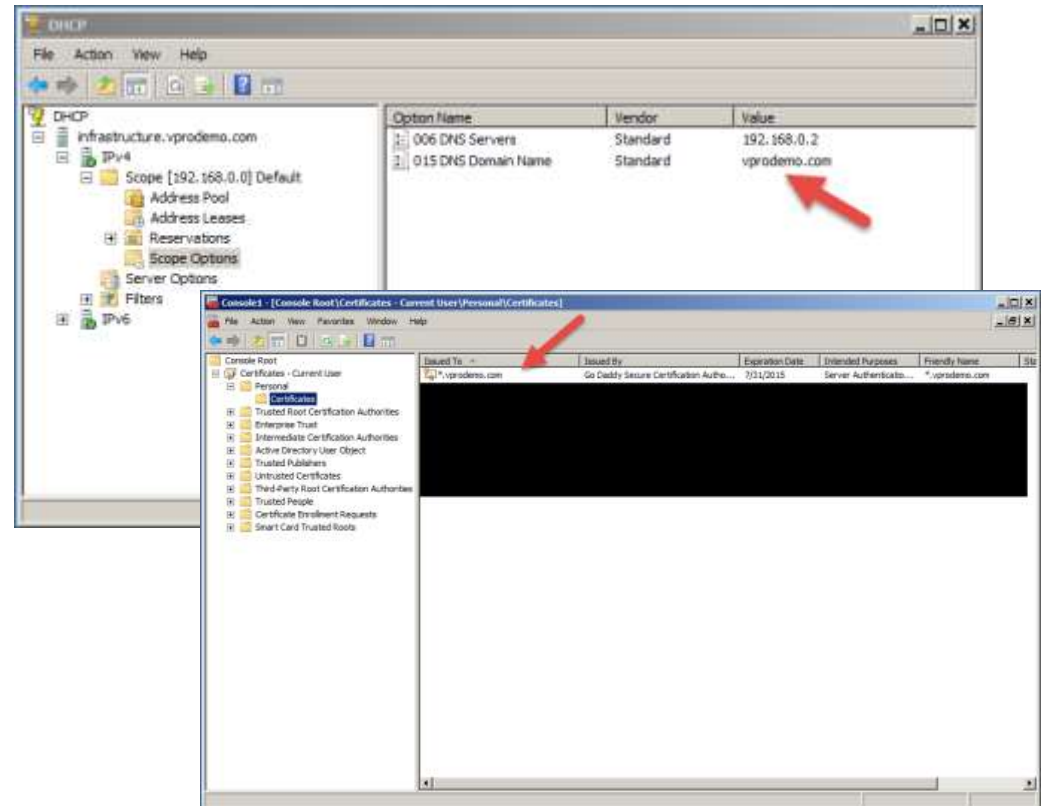 DHCP
File Action View Help
DHCP
infrastructure.vprodemo.com
IPv4
Scope [192.168.0.0] Default
Address Pool
Address Leases
Reservations
Scope Options
Server Options
Filters
IPv6
Option Name Vendor Value
006 DNS Servers Standard 192.168.0.2
015 DNS Domain Name Standard vprodemo.com
Console1 - [Console Root\Certificates - Current User\Personal\Certificates]
File Action View Favorites Window Help
Console Root
Certificates - Current User
Personal
Certificates
Trusted Root Certification Authorities
Enterprise Trust
Intermediate Certification Authorities
Active Directory User Object
Trusted Publishers
Untrusted Certificates
Third-Party Root Certification Authorities
Trusted People
Certificate Enrollment Requests
Smart Card Trusted Roots
Issued To Issued By Expiration Date Intended Purposes Friendly Name Sta
*.vprodemo.com Go Daddy Secure Certification Autho... 7/31/2015 Server Authenticatio... *.vprodemo.com